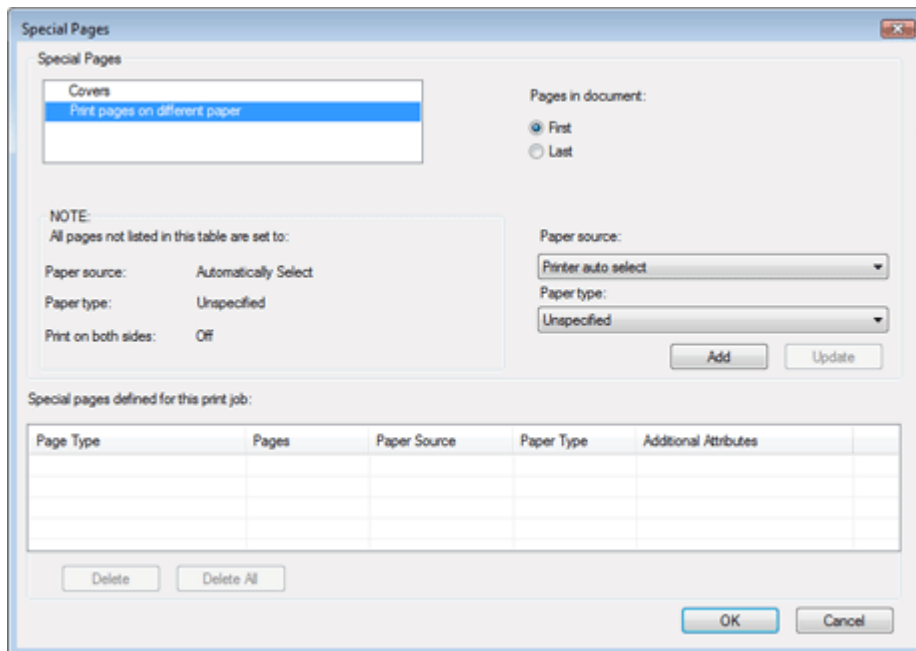 Special Pages
Special Pages
Covers
Print pages on different paper
Pages in document:
First
Last
NOTE:
All pages not listed in this table are set to:
Paper source: Automatically Select
Paper type: Unspecified
Print on both sides: Off
Paper source:
Printer auto select
Paper type:
Unspecified
Add Update
Special pages defined for this print job:
Page Type Pages Paper Source Paper Type Additional Attributes
Delete Delete All
OK Cancel